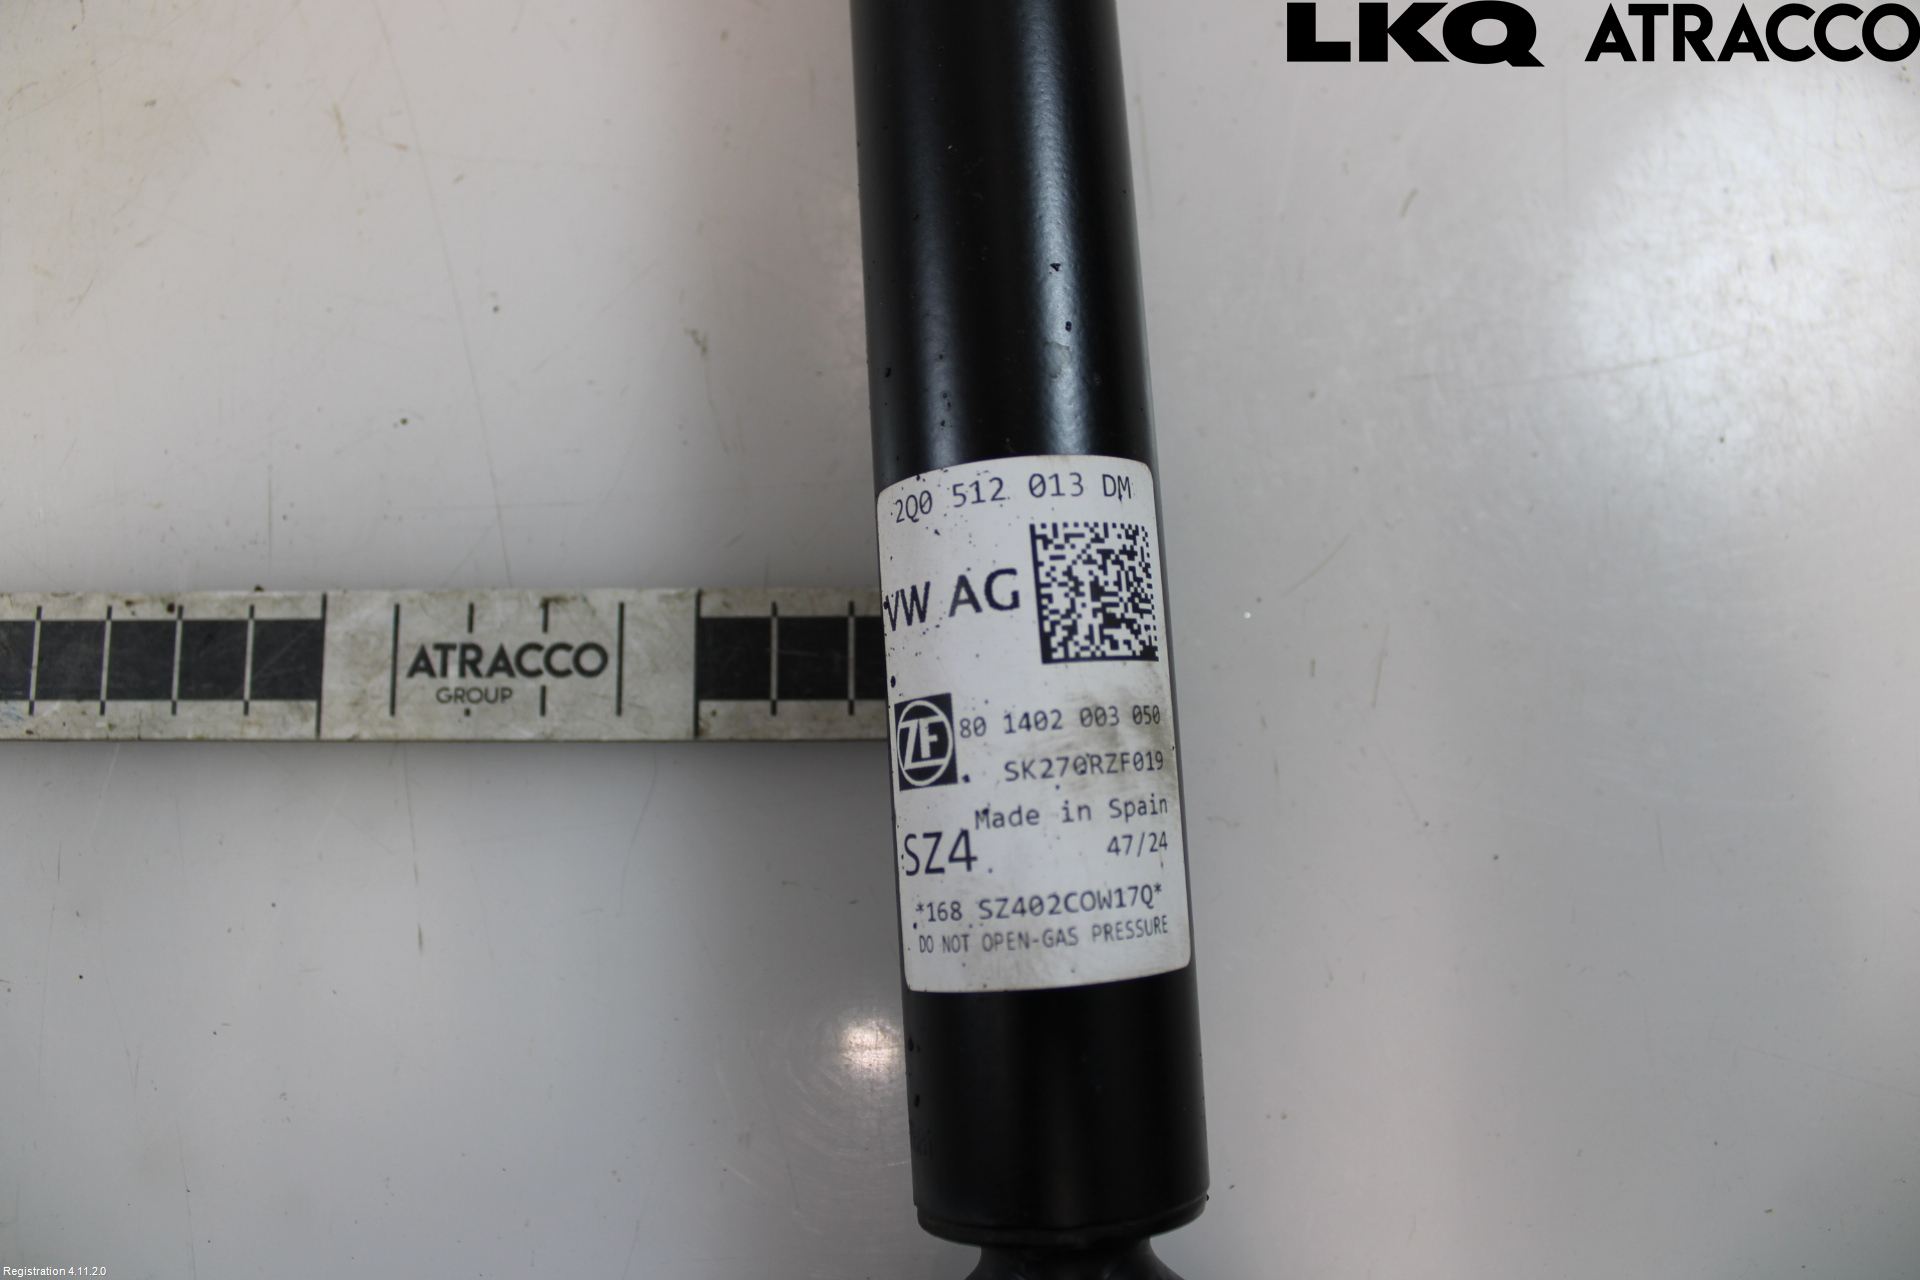 LKQ ATRACCO
2Q0 512 013 DM
VW AG
ATRACCO
GROUP
ZF
80 1402 003 050
SK270RZF019
Made in Spain
SZ4
47/24
*168 SZ402COW17Q*
DO NOT OPEN-GAS PRESSURE
Registration 4.11.2.0